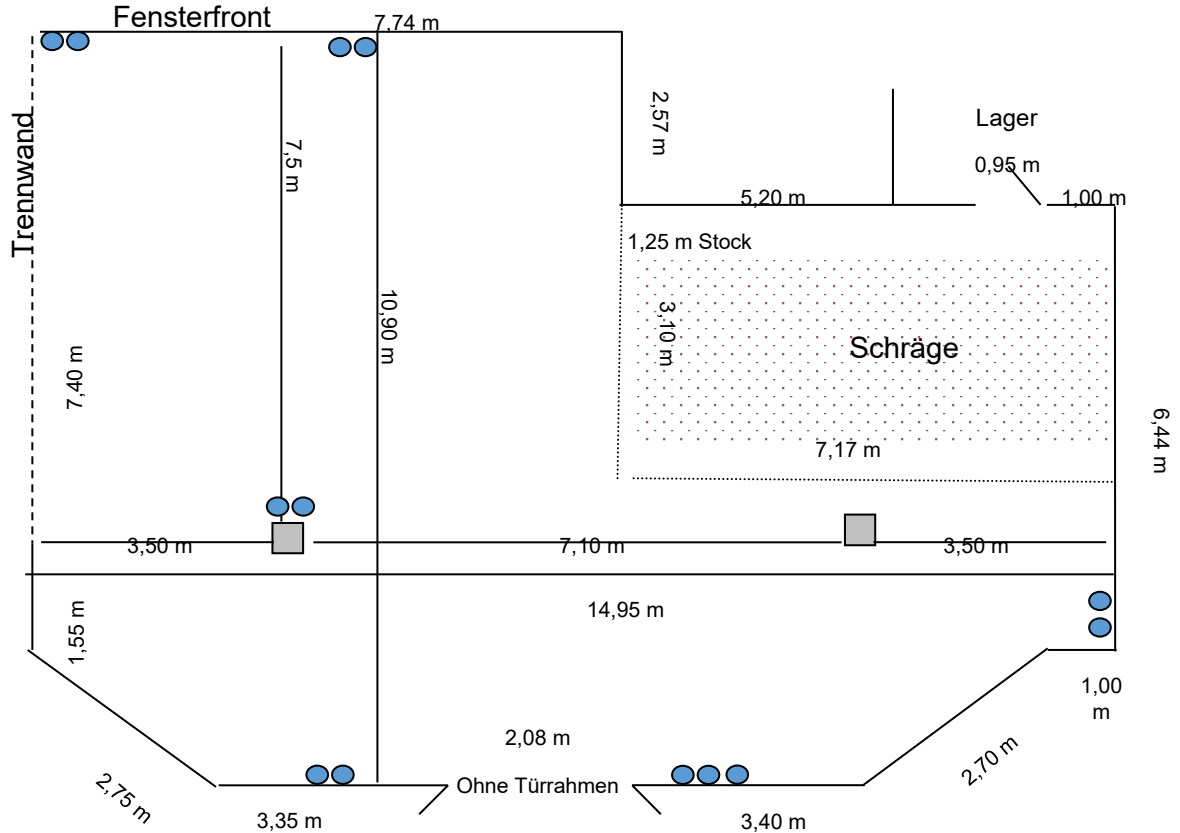 Fensterfront
7,74 m
Trennwand
2,57 m
Lager
0,95 m
7,5 m
5,20 m
1,00 m
1,25 m Stock
10,90 m
3,10 m
Schräge
7,40 m
6,44 m
7,17 m
3,50 m
7,10 m
3,50 m
14,95 m
1,55 m
1,00
m
2,08 m
2,70 m
2,75 m
Ohne Türrahmen
3,35 m
3,40 m